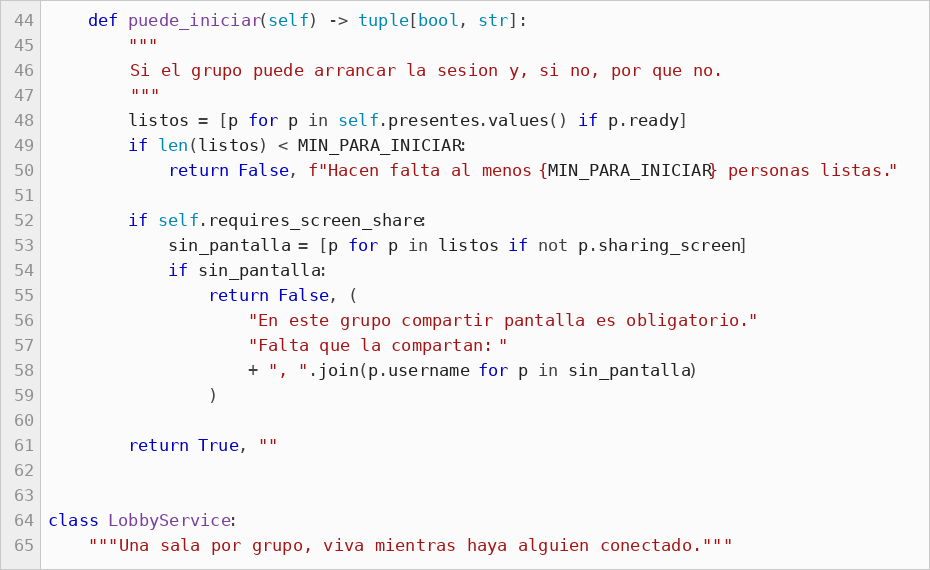 44     def puede_iniciar(self) -> tuple[bool, str]:
45         """
46         Si el grupo puede arrancar la sesion y, si no, por que no.
47         """
48         listos = [p for p in self.presentes.values() if p.ready]
49         if len(listos) < MIN_PARA_INICIAR:
50             return False, f"Hacen falta al menos {MIN_PARA_INICIAR} personas listas."
51
52         if self.requires_screen_share:
53             sin_pantalla = [p for p in listos if not p.sharing_screen]
54             if sin_pantalla:
55                 return False, (
56                     "En este grupo compartir pantalla es obligatorio."
57                     "Falta que la compartan: "
58                     + ", ".join(p.username for p in sin_pantalla)
59                 )
60
61         return True, ""
62
63
64 class LobbyService:
65     """Una sala por grupo, viva mientras haya alguien conectado."""